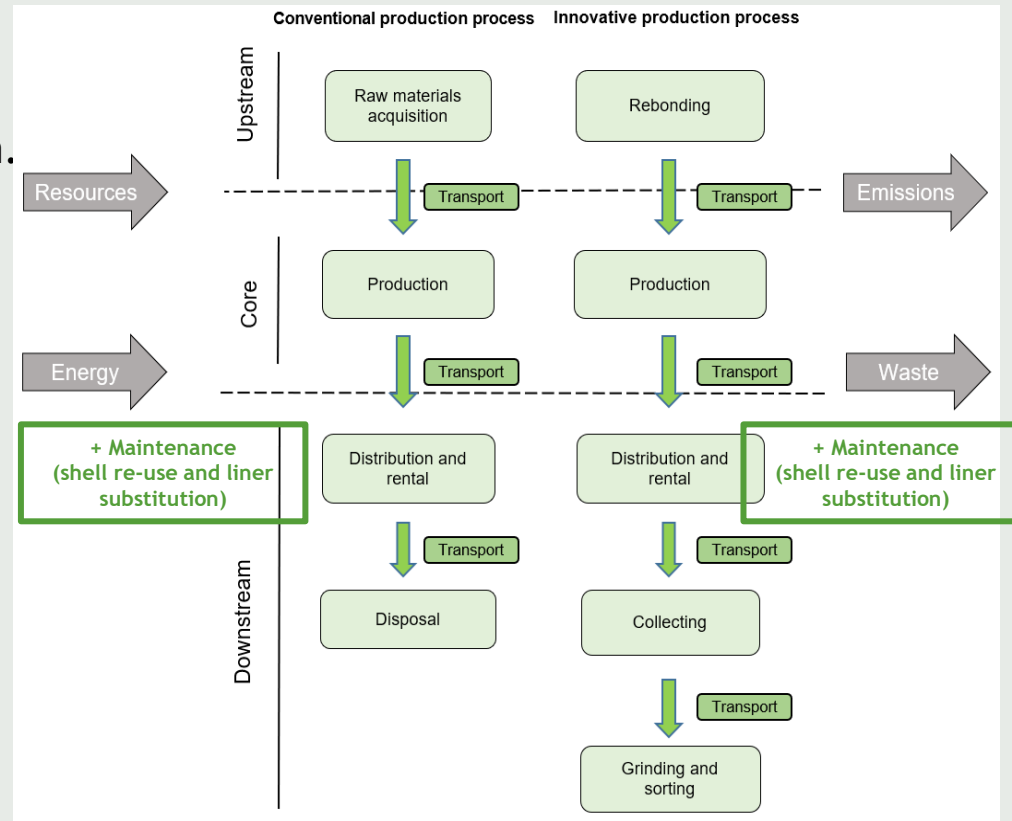 Conventional production process
Innovative production process
Upstream
Raw materials
acquisition
Rebonding
Resources
Transport
Transport
Emissions
Core
Production
Production
Energy
Transport
Transport
Waste
+ Maintenance
(shell re-use and liner
substitution)
Distribution and
rental
Distribution and
rental
+ Maintenance
(shell re-use and liner
substitution)
Downstream
Transport
Transport
Disposal
Collecting
Transport
Grinding and
sorting